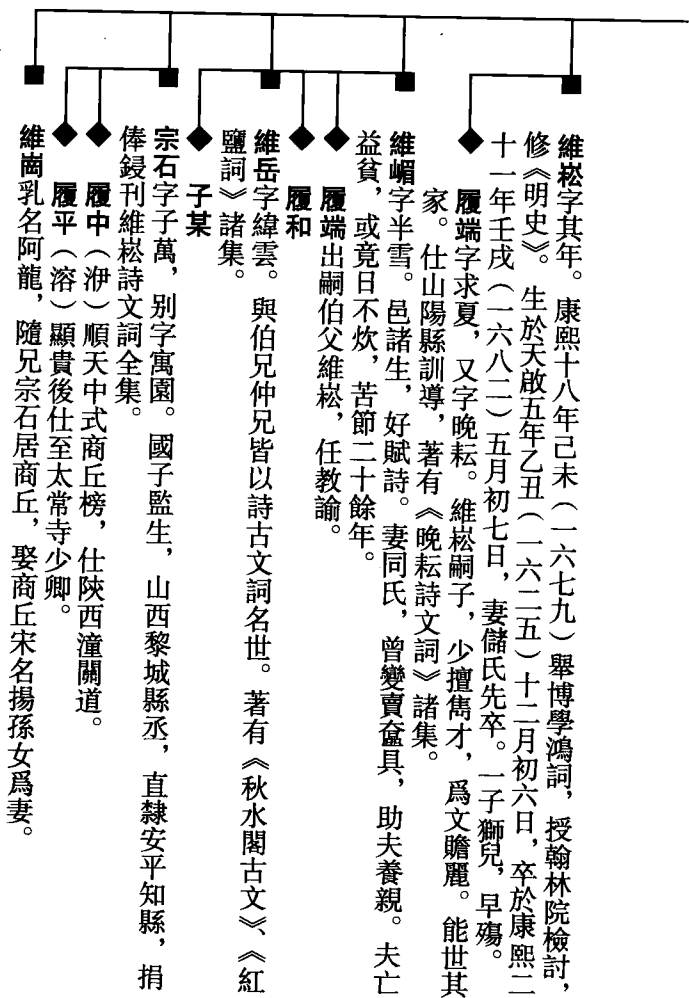 維崧字其年。康熙十八年己未（一六七九）舉博學鴻詞，授翰林院檢討，
修《明史》。生於天啟五年乙丑（一六二五）十二月初六日，卒於康熙二
十一年壬戌（一六八二）五月初七日，妻儲氏先卒。一子獅兒，早殤。
履端字求夏，又字晚耘。維崧嗣子，少擅雋才，爲文贍麗。能世其
家。仕山陽縣訓導，著有《晚耘詩文詞》諸集。
維嵋字半雪。邑諸生，好賦詩。妻同氏，曾變賣奩具，助夫養親。夫亡
益貧，或竟日不炊，苦節二十餘年。
履端出嗣伯父維崧，任教諭。
履和
維岳字緯雲。與伯兄仲兄皆以詩古文詞名世。著有《秋水閣古文》、《紅
鹽詞》諸集。
子某
宗石字子萬，别字寓園。國子監生，山西黎城縣丞，直隸安平知縣，捐
俸鋟刊維崧詩文詞全集。
履中（洢）順天中式商丘榜，仕陝西潼關道。
履平（溶）顯貴後仕至太常寺少卿。
維崗乳名阿龍，隨兄宗石居商丘，娶商丘宋名揚孫女爲妻。